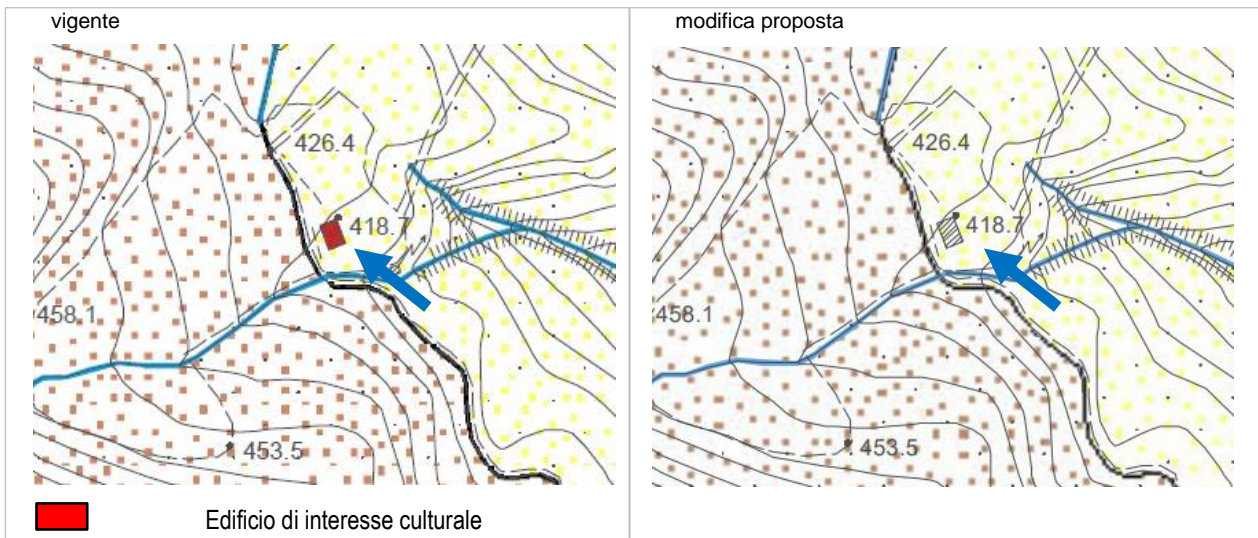 vigente
modifica proposta
426.4
418.7
458.1
453.5
426.4
418.7
458.1
453.5
Edificio di interesse culturale